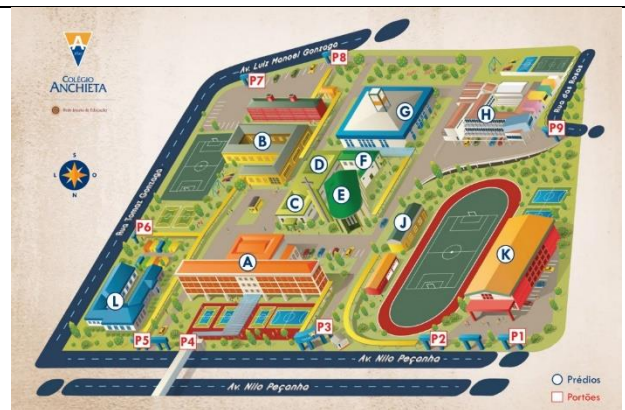 A
COLÉGIO
ANCHIETA
Av. Luiz Manoel Gonzaga
P8
P7
G
H
Rua das Rosas
P9
B
D
F
S
L O
N
C
E
Rua Tomaz Gonzaga
P6
J
K
A
L
P5
P4
P3
P2
P1
Av. Nilo Peçanha
Av. Nilo Peçanha
Prédios
Portões